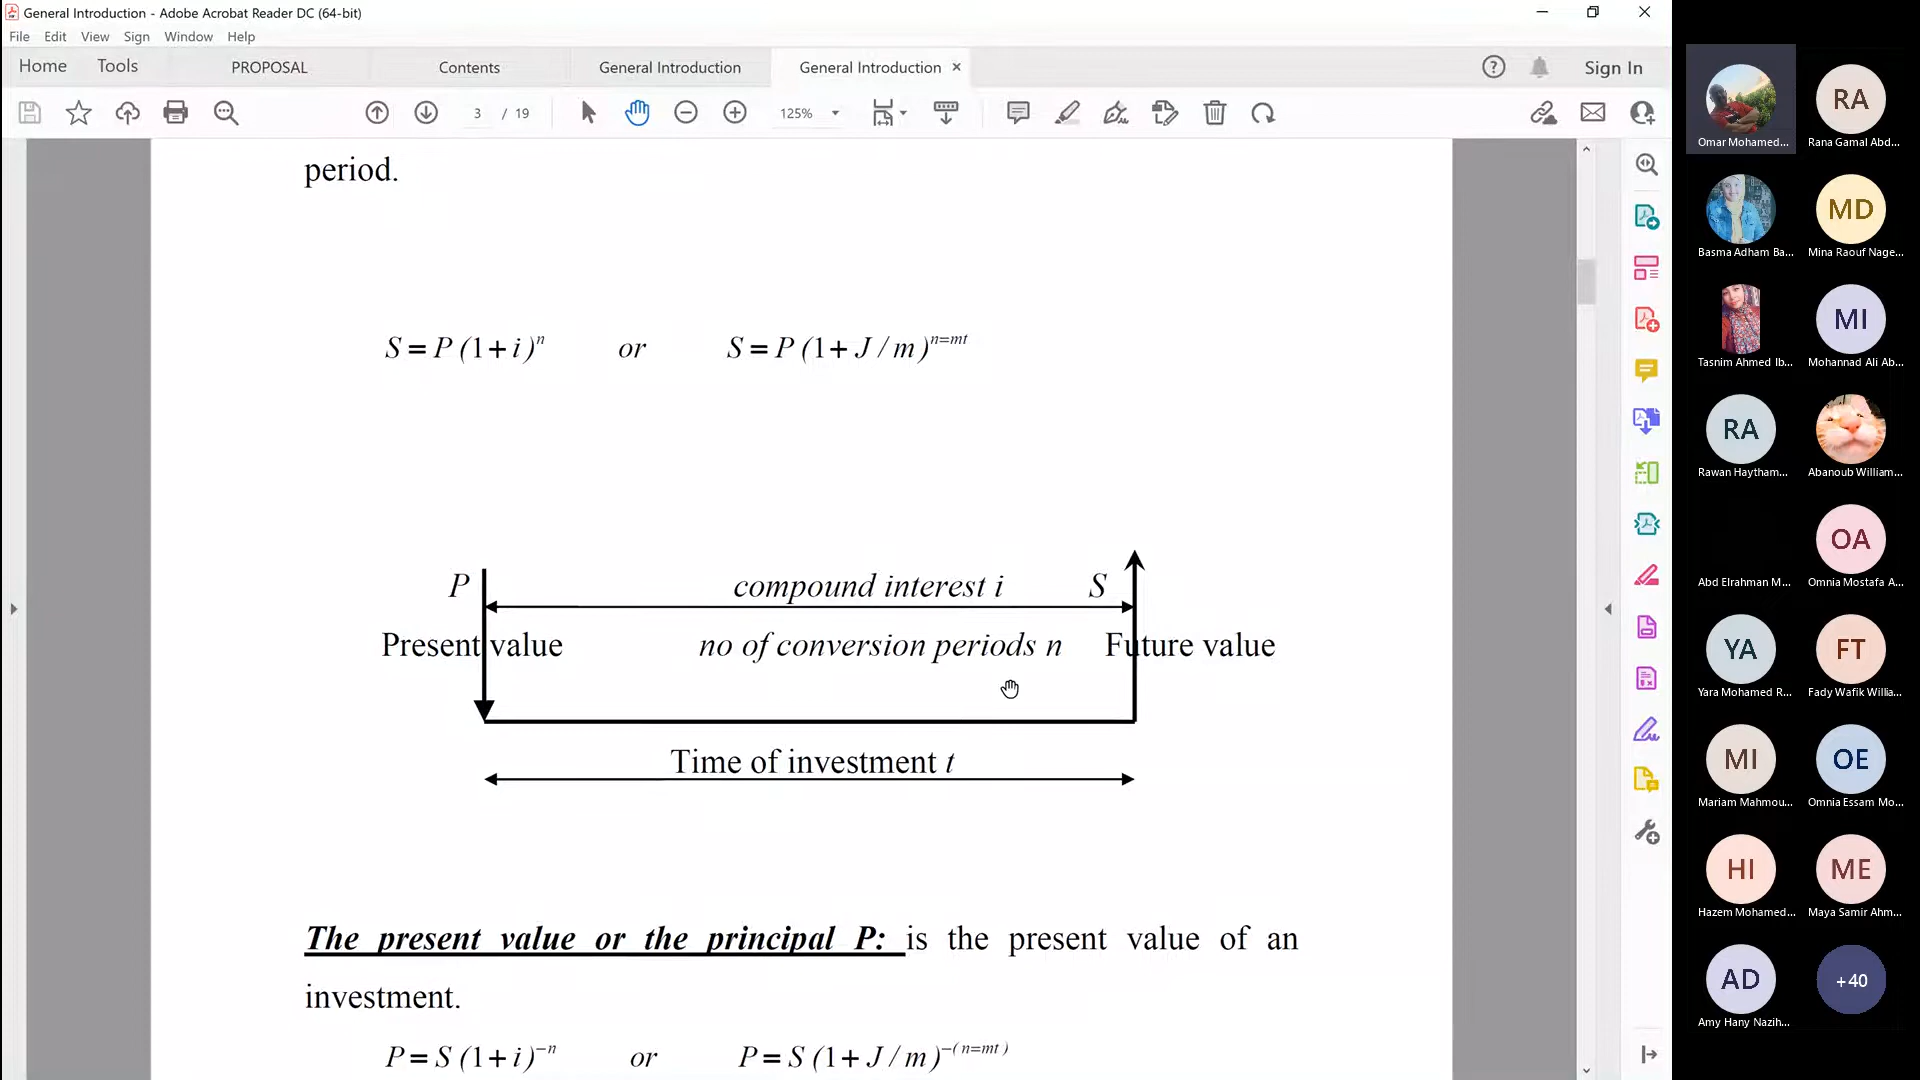 General Introduction - Adobe Acrobat Reader DC (64-bit)
File Edit View Sign Window Help
Home Tools PROPOSAL Contents General Introduction General Introduction × Sign In
3 / 19 125%
period.
S = P (1 + i)^n or S = P (1 + J / m)^{n=mt}
P compound interest i S
Present value no of conversion periods n Future value
Time of investment t
The present value or the principal P: is the present value of an
investment.
P = S (1 + i)^{-n} or P = S (1 + J / m)^{-(n=mt)}
Omar Mohamed...
RA
Rana Gamal Abd...
Basma Adham Ba...
MD
Mina Raouf Nage...
Tasnim Ahmed Ib...
MI
Mohannad Ali Ab...
RA
Rawan Haytham...
Abanoub William...
Abd Elrahman M...
OA
Omnia Mostafa A...
YA
Yara Mohamed R...
FT
Fady Wafik Willia...
MI
Mariam Mahmou...
OE
Omnia Essam Mo...
HI
Hazem Mohamed...
ME
Maya Samir Ahm...
AD
Amy Hany Nazih...
+40